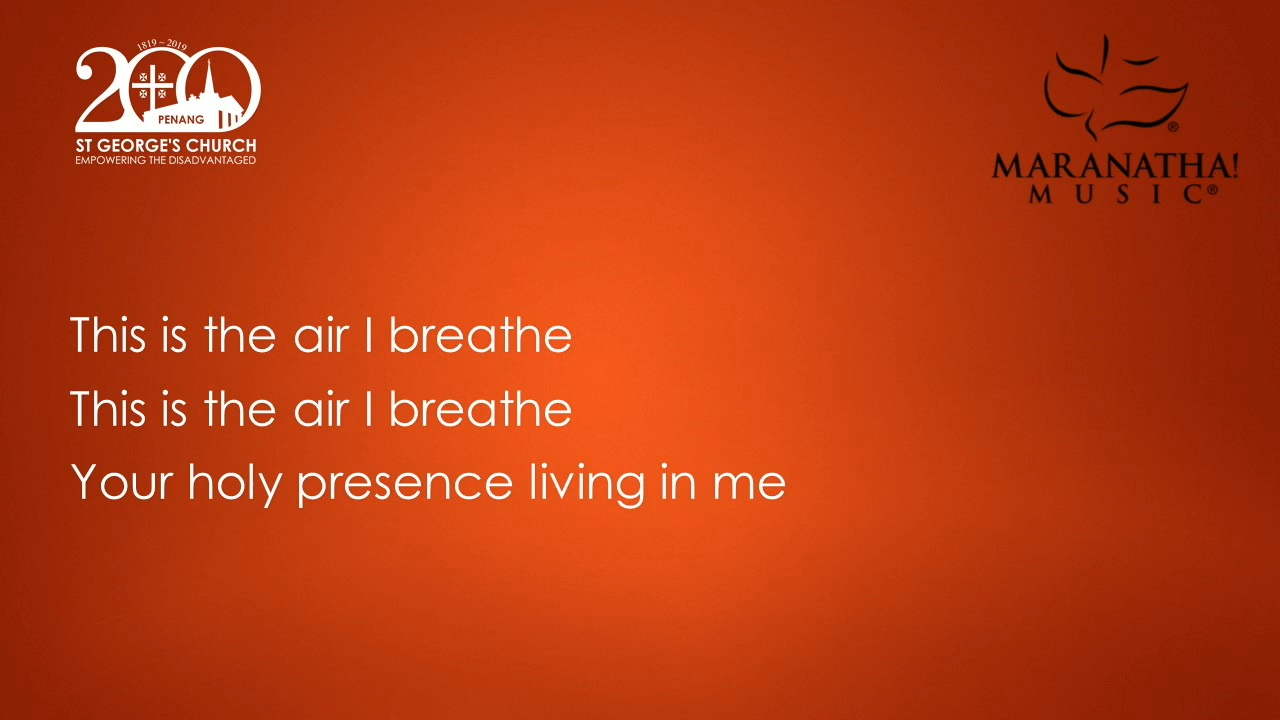 1819 ~ 2019
200
PENANG
ST GEORGE'S CHURCH
EMPOWERING THE DISADVANTAGED
®
MARANATHA!
MUSIC®
This is the air I breathe
This is the air I breathe
Your holy presence living in me